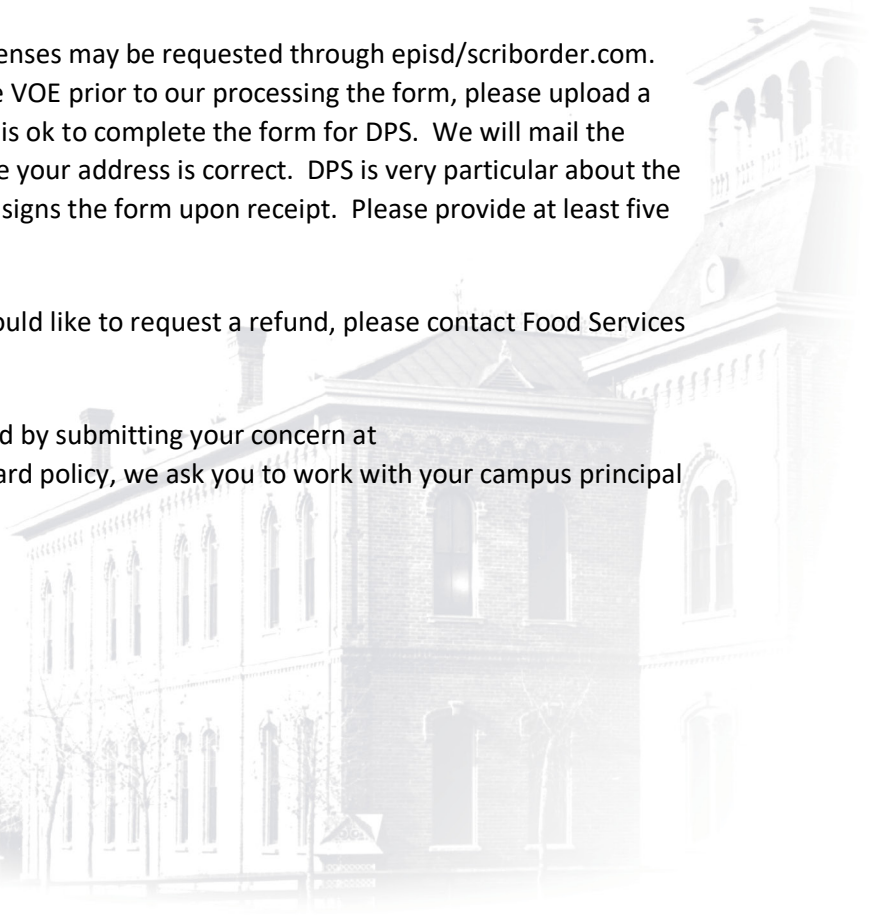 enses may be requested through episd/scriborder.com.
e VOE prior to our processing the form, please upload a
is ok to complete the form for DPS.  We will mail the
e your address is correct.  DPS is very particular about the
signs the form upon receipt.  Please provide at least five
ould like to request a refund, please contact Food Services
d by submitting your concern at
ard policy, we ask you to work with your campus principal